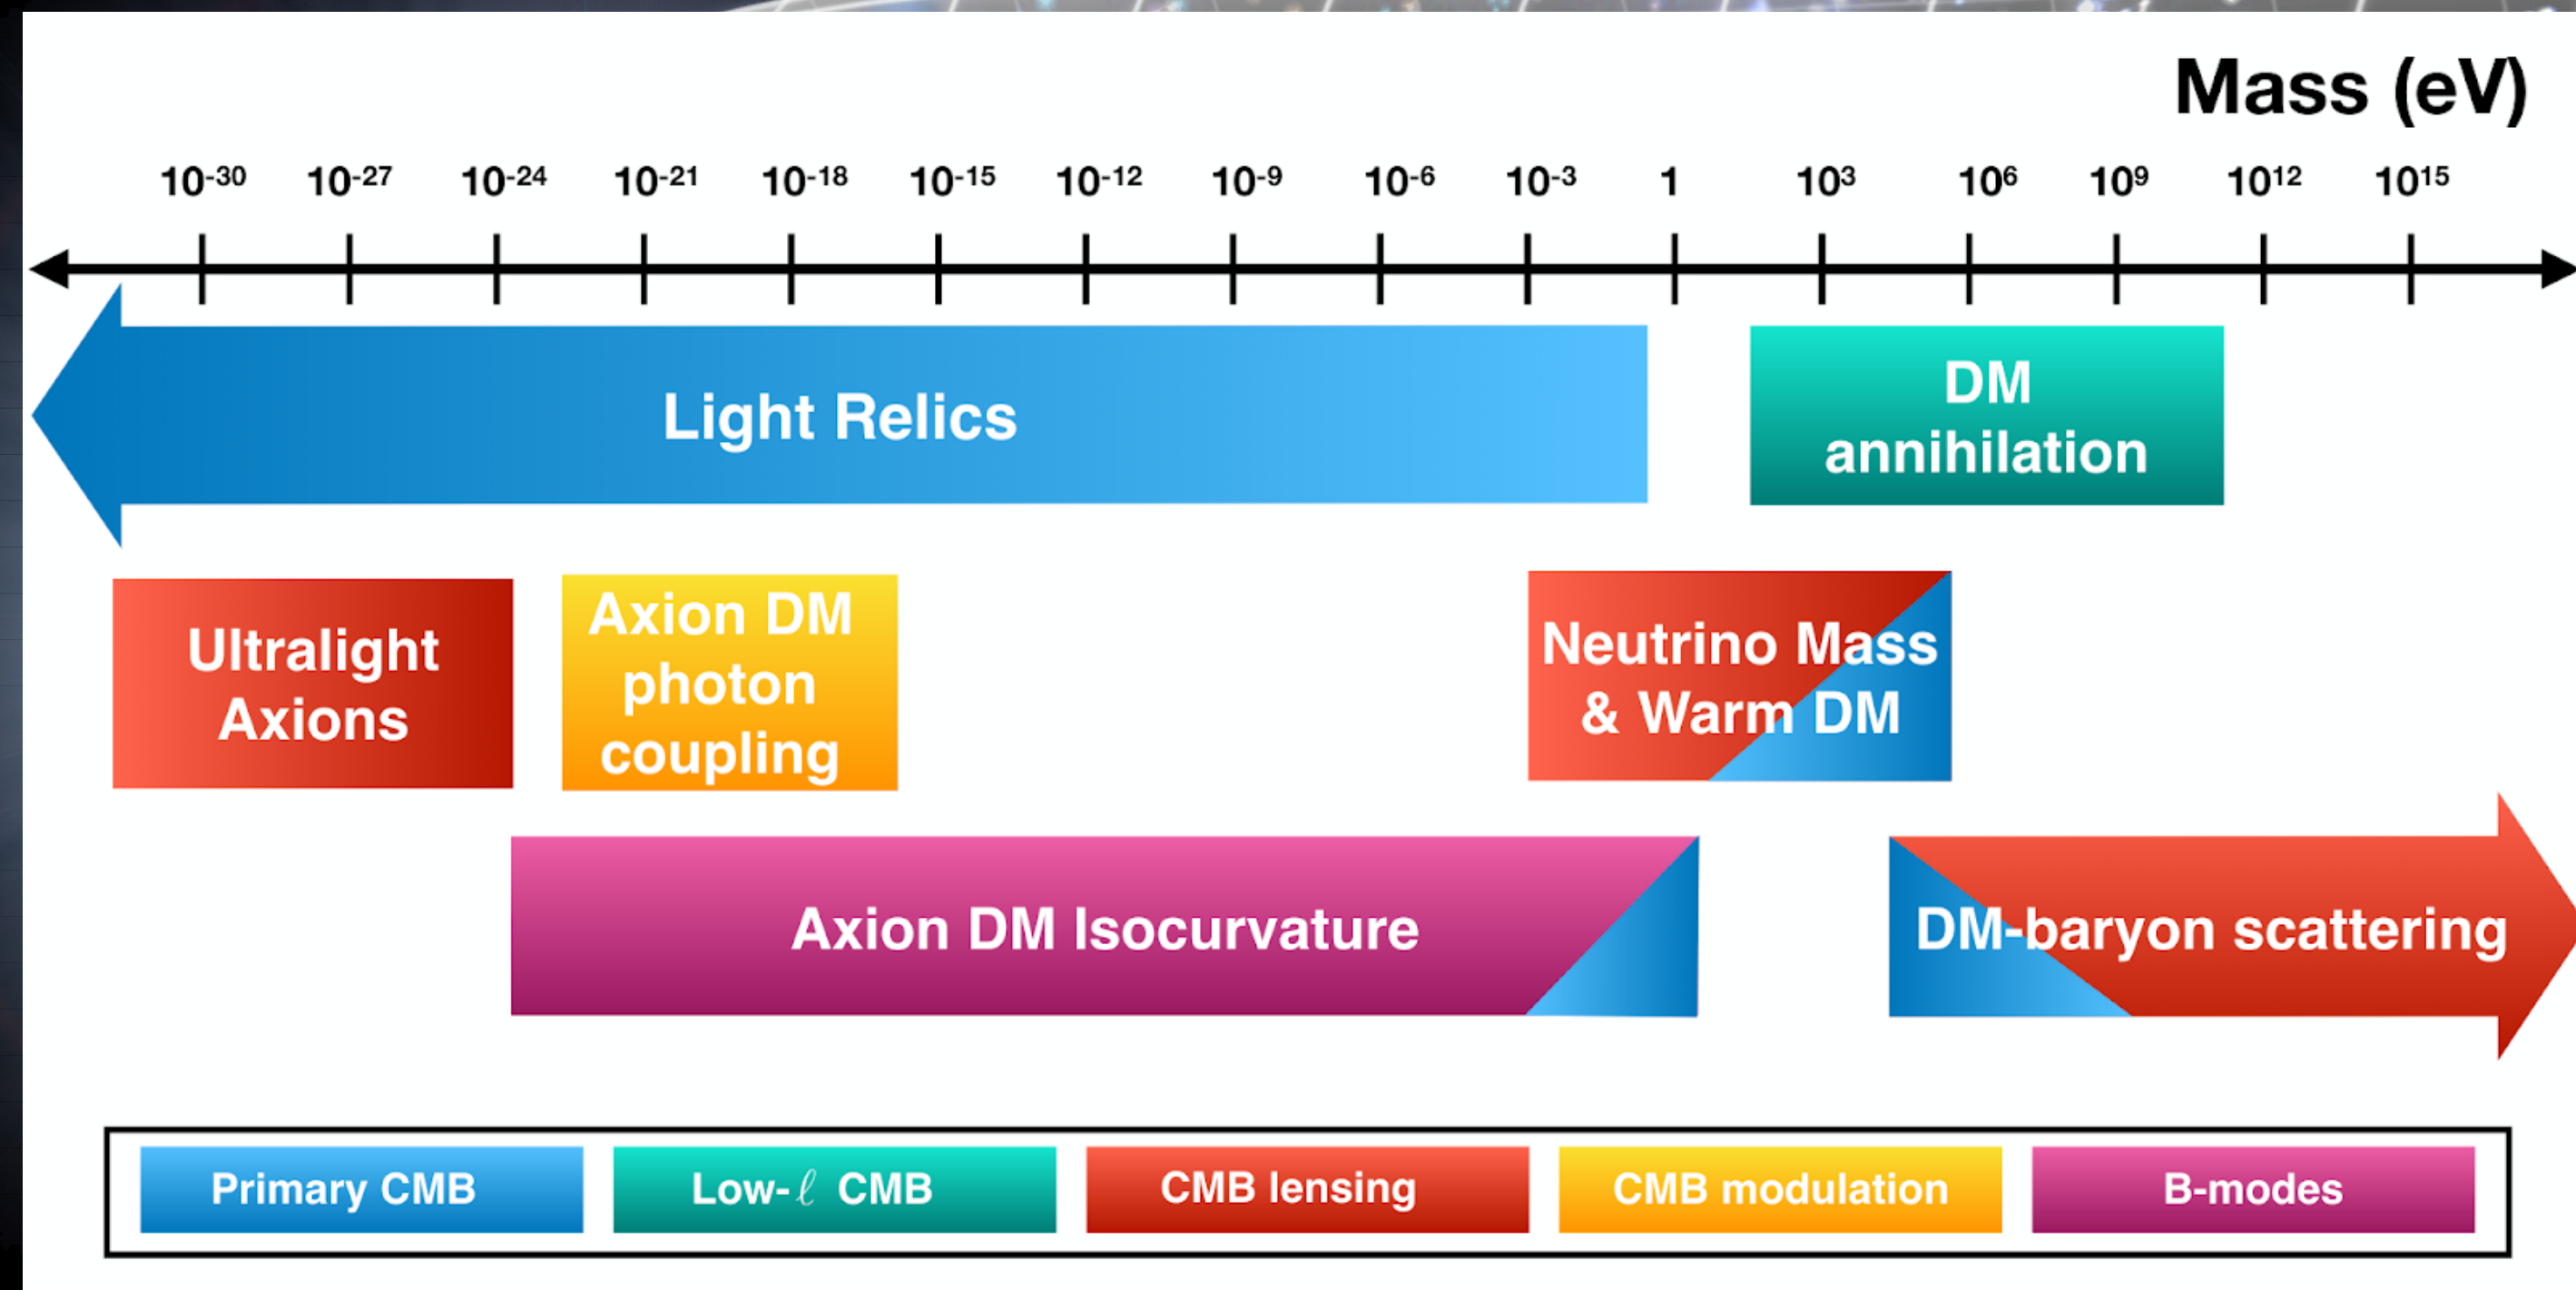 Mass (eV)
10⁻³⁰ 10⁻²⁷ 10⁻²⁴ 10⁻²¹ 10⁻¹⁸ 10⁻¹⁵ 10⁻¹² 10⁻⁹ 10⁻⁶ 10⁻³ 1 10³ 10⁶ 10⁹ 10¹² 10¹⁵
Light Relics
DM
annihilation
Ultralight
Axions
Axion DM
photon
coupling
Neutrino Mass
& Warm DM
Axion DM Isocurvature
DM-baryon scattering
Primary CMB
Low-ℓ CMB
CMB lensing
CMB modulation
B-modes